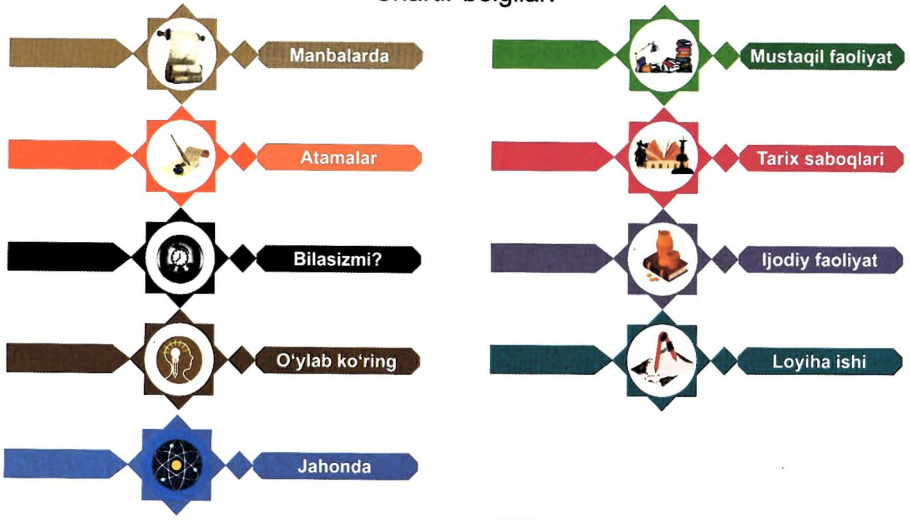 Manbalarda
Atamalar
Bilasizmi?
O‘ylab ko‘ring
Jahonda
Mustaqil faoliyat
Tarix saboqlari
Ijodiy faoliyat
Loyiha ishi